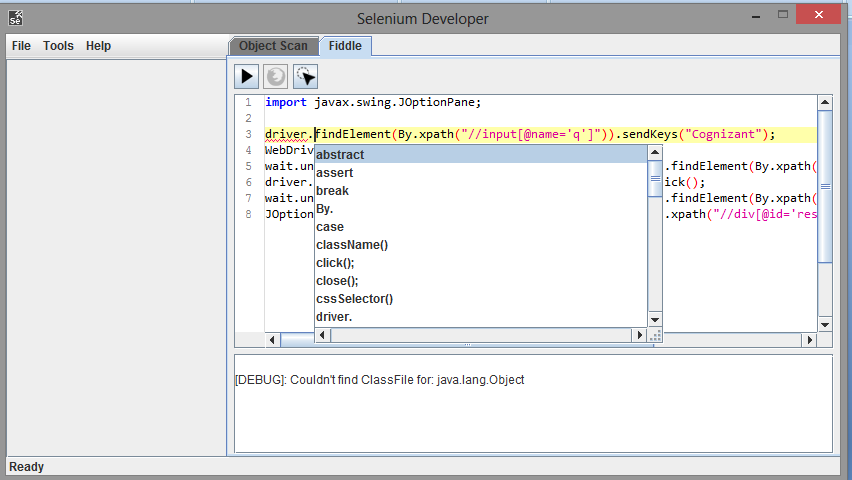 Se
Selenium Developer
File Tools Help
Object Scan Fiddle
1 import javax.swing.JOptionPane;
2
3 driver.findElement(By.xpath("//input[@name='q']")).sendKeys("Cognizant");
4 WebDriv
5 wait.un .findElement(By.xpath(
6 driver. ick();
7 wait.un .findElement(By.xpath(
8 JOption .xpath("//div[@id='res
abstract
assert
break
By.
case
className()
click();
close();
cssSelector()
driver.
[DEBUG]: Couldn't find ClassFile for: java.lang.Object
Ready